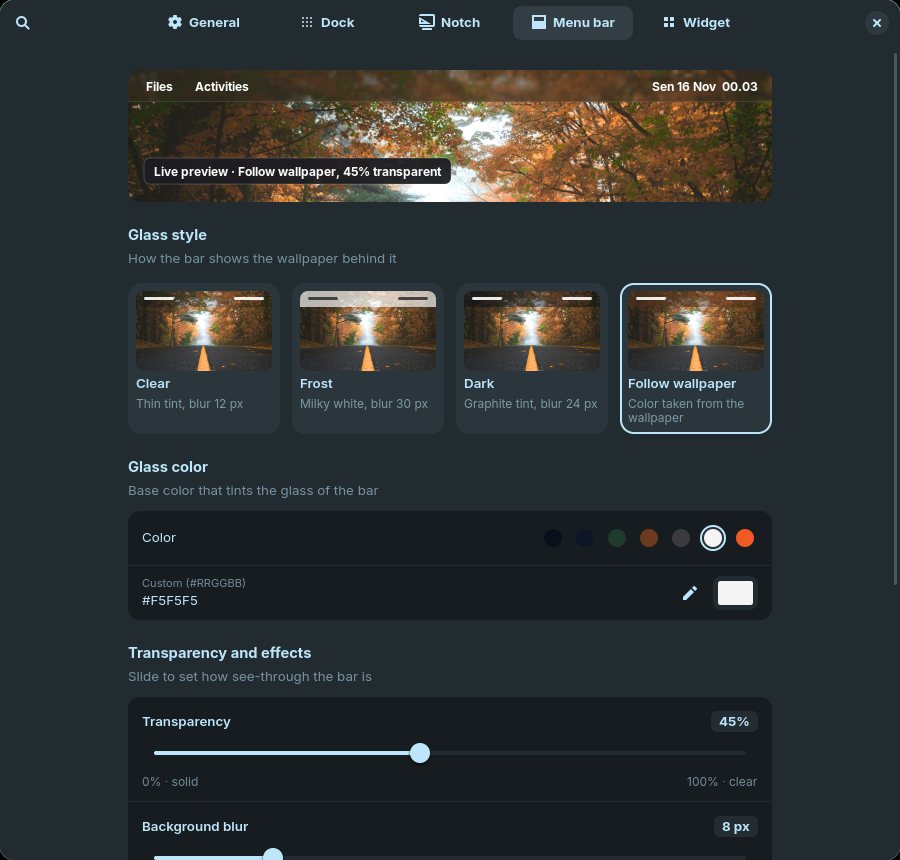 General
Dock
Notch
Menu bar
Widget
Files Activities Sen 16 Nov 00.03
Live preview · Follow wallpaper, 45% transparent
Glass style
How the bar shows the wallpaper behind it
Clear
Thin tint, blur 12 px
Frost
Milky white, blur 30 px
Dark
Graphite tint, blur 24 px
Follow wallpaper
Color taken from the
wallpaper
Glass color
Base color that tints the glass of the bar
Color
Custom (#RRGGBB)
#F5F5F5
Transparency and effects
Slide to set how see-through the bar is
Transparency 45%
0% · solid 100% · clear
Background blur 8 px